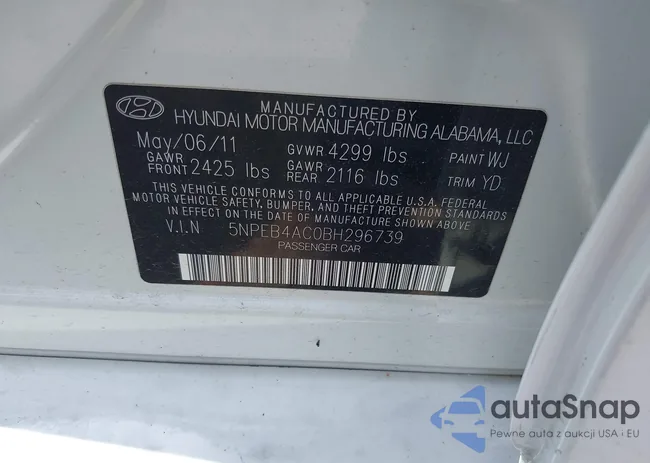 MANUFACTURED BY
HYUNDAI MOTOR MANUFACTURING ALABAMA, LLC
May/06/11 GVWR 4299 lbs PAINT WJ
GAWR FRONT 2425 lbs GAWR REAR 2116 lbs TRIM YD
THIS VEHICLE CONFORMS TO ALL APPLICABLE U.S.A. FEDERAL
MOTOR VEHICLE SAFETY, BUMPER, AND THEFT PREVENTION STANDARDS
IN EFFECT ON THE DATE OF MANUFACTURE SHOWN ABOVE
V.I.N 5NPEB4AC0BH296739
PASSENGER CAR
autoSnap
Pewne auta z aukcji USA i EU